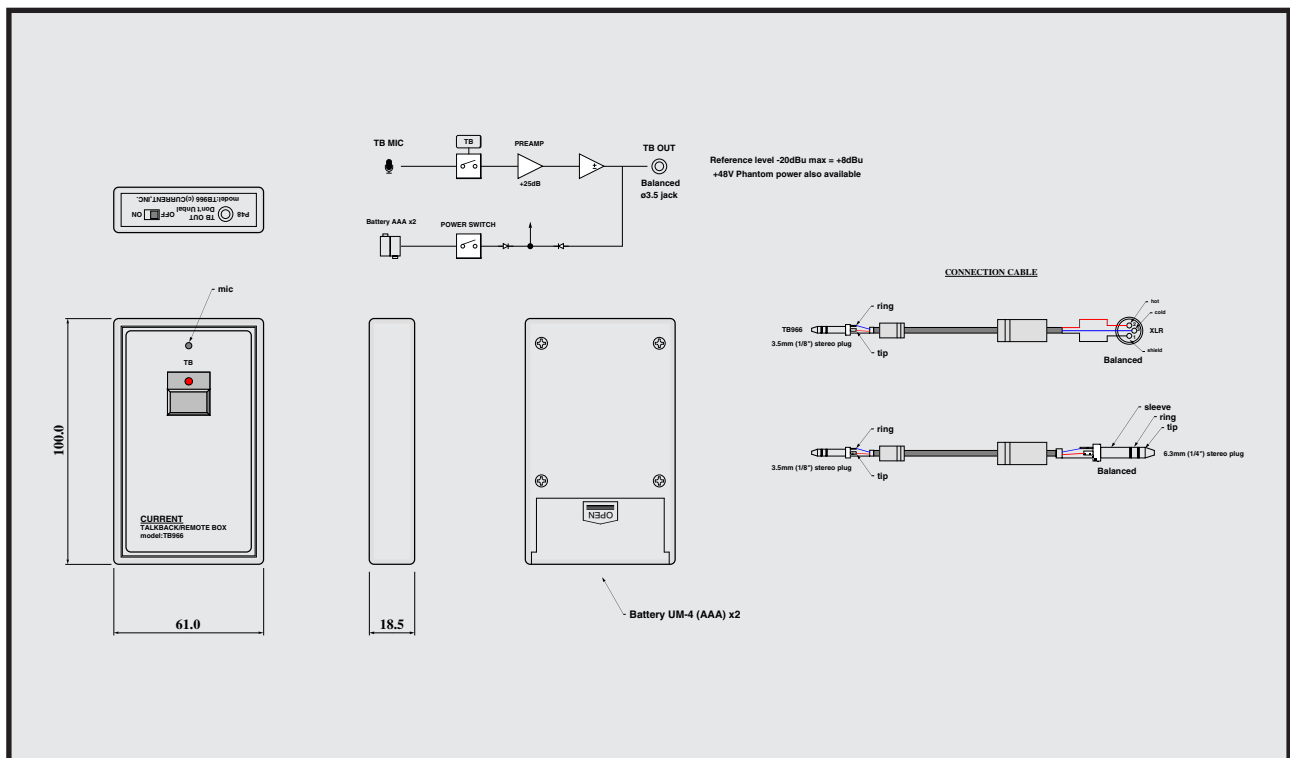 TB MIC
TB
PREAMP
+25dB
±
TB OUT
Balanced
ø3.5 jack
Reference level -20dBu max = +8dBu
+48V Phantom power also available
Battery AAA x2
POWER SWITCH
P48
TB OUT
Don't Unbal
OFF
ON
model:TB966 (c)CURRENT,INC.
mic
TB
CURRENT
TALKBACK/REMOTE BOX
model:TB966
100.0
61.0
18.5
OPEN
Battery UM-4 (AAA) x2
CONNECTION CABLE
TB966
3.5mm (1/8") stereo plug
ring
tip
hot
cold
XLR
shield
Balanced
3.5mm (1/8") stereo plug
ring
tip
sleeve
ring
tip
6.3mm (1/4") stereo plug
Balanced